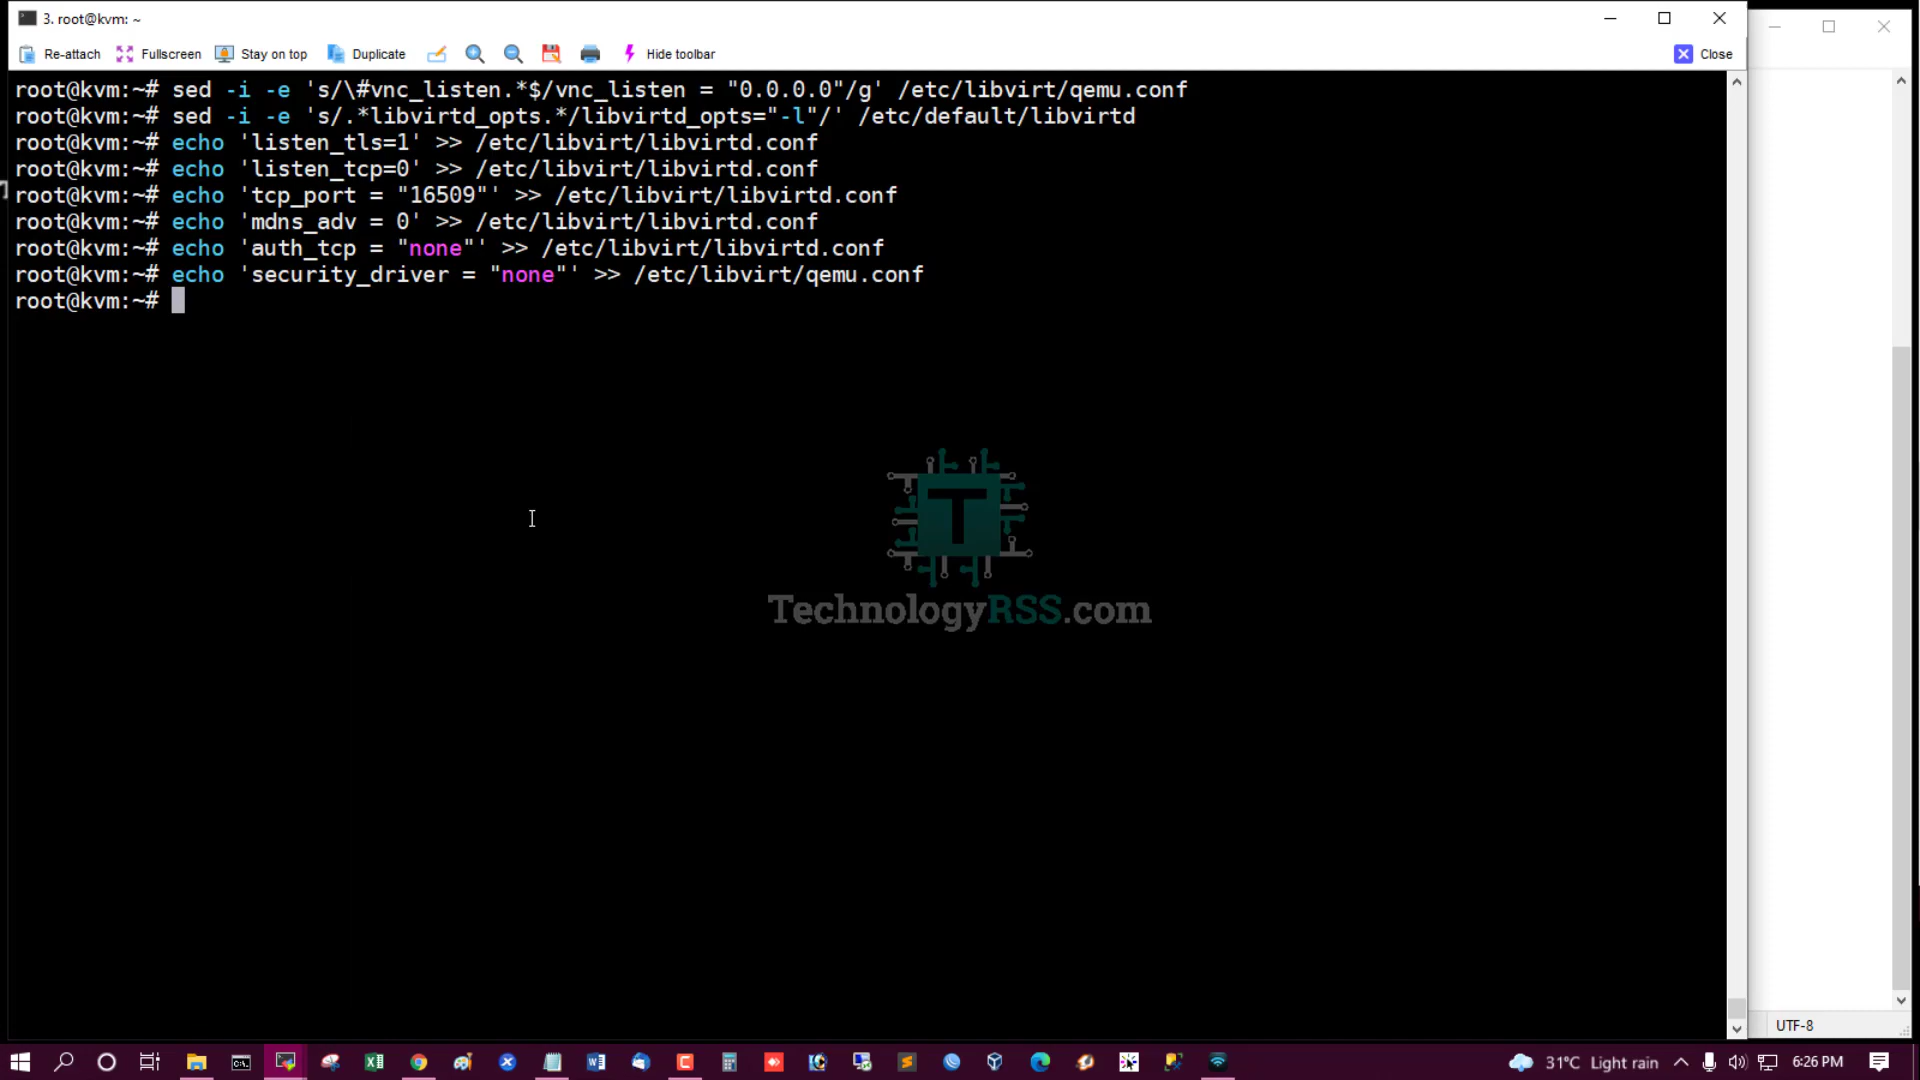 3. root@kvm: ~
Re-attach Fullscreen Stay on top Duplicate Hide toolbar Close
root@kvm:~# sed -i -e 's/\#vnc_listen.*$/vnc_listen = "0.0.0.0"/g' /etc/libvirt/qemu.conf
root@kvm:~# sed -i -e 's/.*libvirtd_opts.*/libvirtd_opts="-l"/' /etc/default/libvirtd
root@kvm:~# echo 'listen_tls=1' >> /etc/libvirt/libvirtd.conf
root@kvm:~# echo 'listen_tcp=0' >> /etc/libvirt/libvirtd.conf
root@kvm:~# echo 'tcp_port = "16509"' >> /etc/libvirt/libvirtd.conf
root@kvm:~# echo 'mdns_adv = 0' >> /etc/libvirt/libvirtd.conf
root@kvm:~# echo 'auth_tcp = "none"' >> /etc/libvirt/libvirtd.conf
root@kvm:~# echo 'security_driver = "none"' >> /etc/libvirt/qemu.conf
root@kvm:~#
T
TechnologyRSS.com
UTF-8
31°C Light rain 6:26 PM